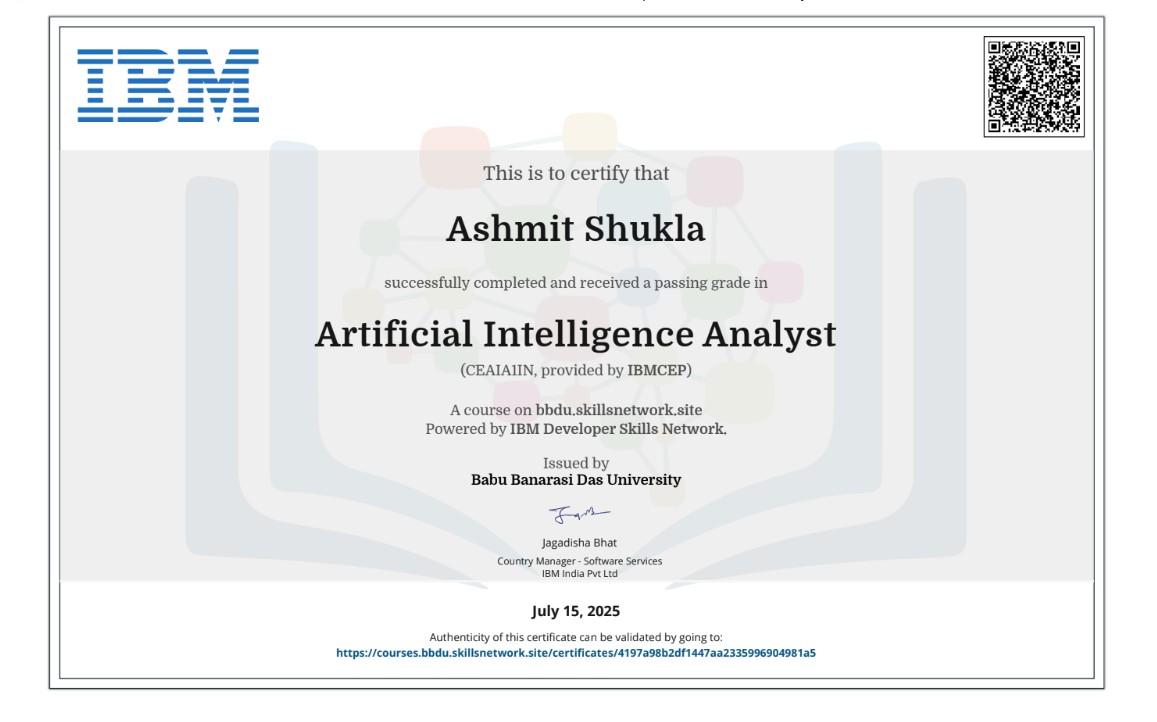 IBM
This is to certify that
Ashmit Shukla
successfully completed and received a passing grade in
Artificial Intelligence Analyst
(CEAIA1IN, provided by IBMCEP)
A course on bbdu.skillsnetwork.site
Powered by IBM Developer Skills Network.
Issued by
Babu Banarasi Das University
Jagadisha Bhat
Country Manager - Software Services
IBM India Pvt Ltd
July 15, 2025
Authenticity of this certificate can be validated by going to:
https://courses.bbdu.skillsnetwork.site/certificates/4197a98b2df1447aa2335996904981a5